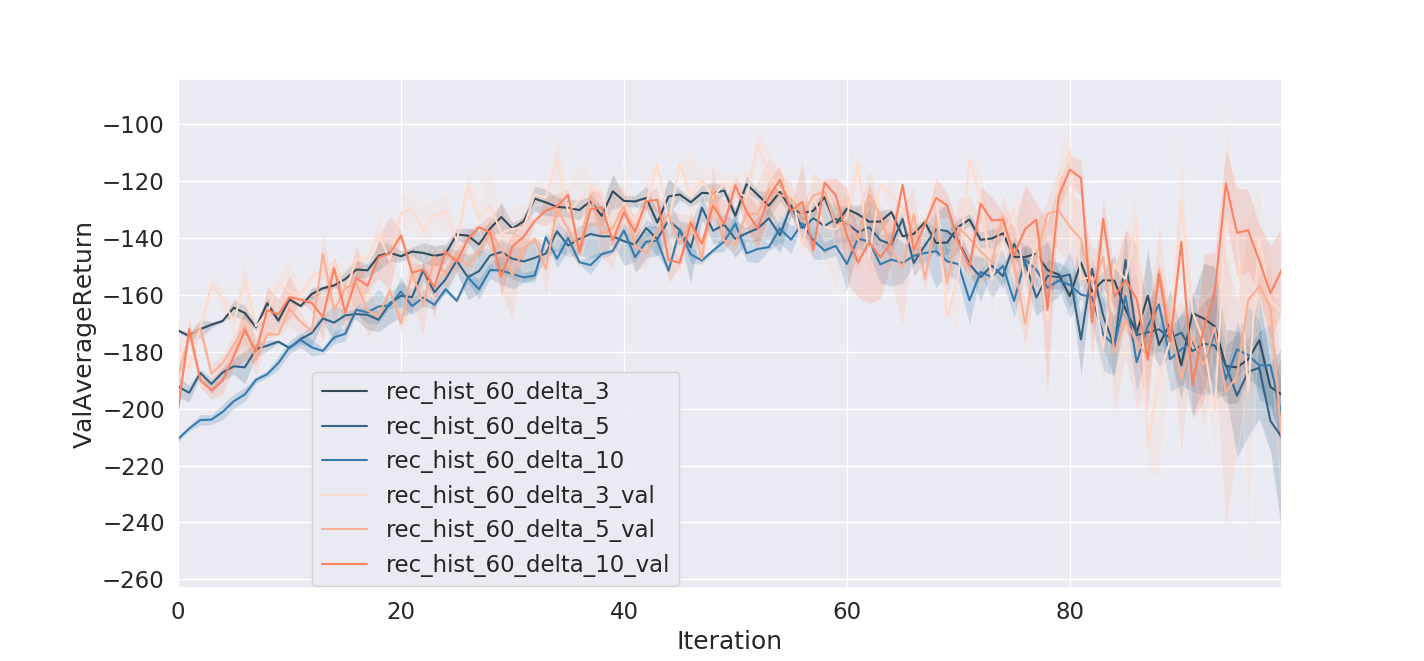 −100
−120
−140
−160
−180
−200
−220
−240
−260
ValAverageReturn
rec_hist_60_delta_3
rec_hist_60_delta_5
rec_hist_60_delta_10
rec_hist_60_delta_3_val
rec_hist_60_delta_5_val
rec_hist_60_delta_10_val
0 20 40 60 80
Iteration